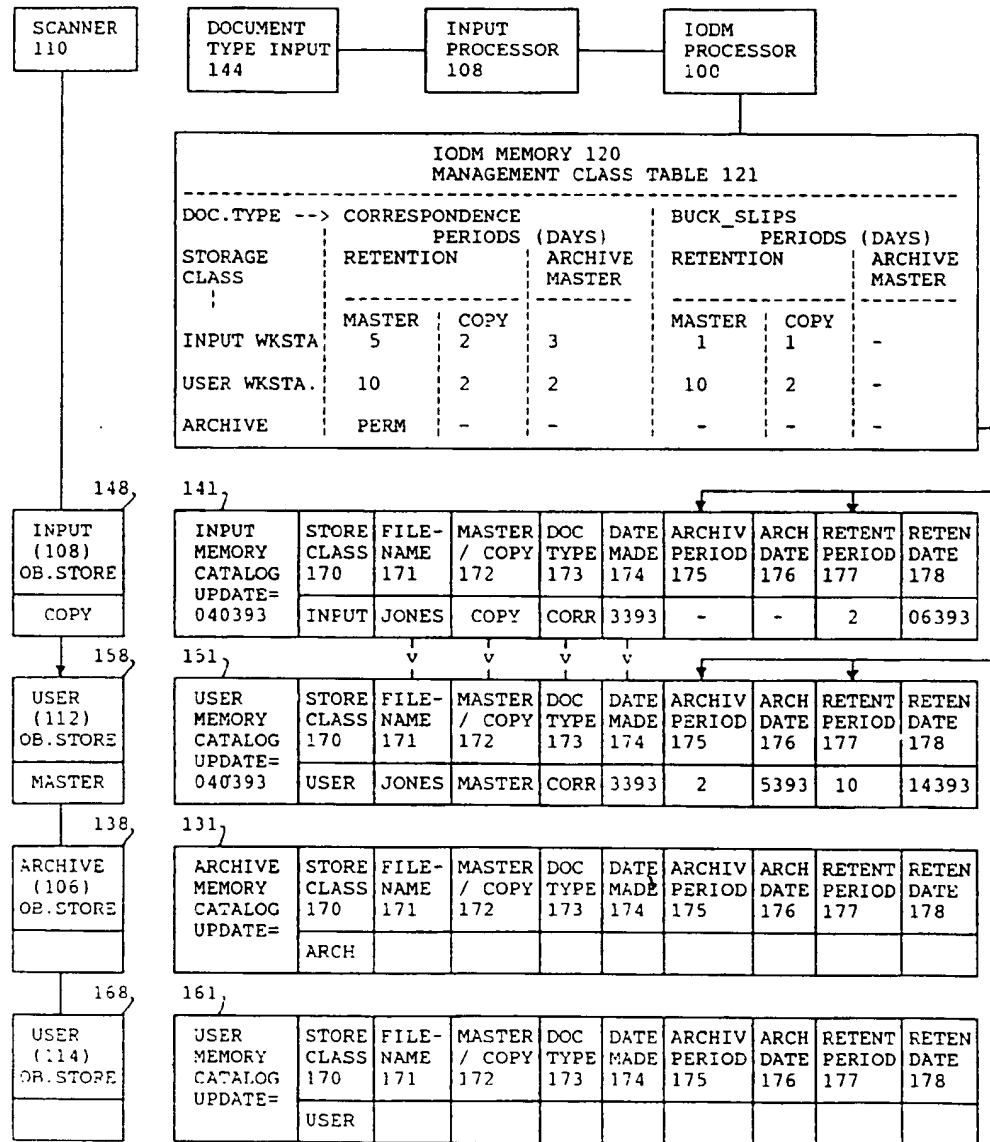 SCANNER
110
DOCUMENT
TYPE INPUT
144
INPUT
PROCESSOR
108
IODM
PROCESSOR
100
IODM MEMORY 120
MANAGEMENT CLASS TABLE 121
DOC.TYPE --> CORRESPONDENCE BUCK_SLIPS
PERIODS (DAYS) PERIODS (DAYS)
STORAGE RETENTION ARCHIVE RETENTION ARCHIVE
CLASS MASTER MASTER
MASTER COPY MASTER COPY
INPUT WKSTA 5 2 3 1 1 -
USER WKSTA. 10 2 2 10 2 -
ARCHIVE PERM - - - - -
148 141
INPUT
(108)
OB.STORE
COPY
INPUT STORE FILE- MASTER DOC DATE ARCHIV ARCH RETENT RETEN
MEMORY CLASS NAME / COPY TYPE MADE PERIOD DATE PERIOD DATE
CATALOG 170 171 172 173 174 175 176 177 178
UPDATE=
040393 INPUT JONES COPY CORR 3393 - - 2 06393
v v v v
158 151
USER
(112)
OB.STORE
MASTER
USER STORE FILE- MASTER DOC DATE ARCHIV ARCH RETENT RETEN
MEMORY CLASS NAME / COPY TYPE MADE PERIOD DATE PERIOD DATE
CATALOG 170 171 172 173 174 175 176 177 178
UPDATE=
040393 USER JONES MASTER CORR 3393 2 5393 10 14393
138 131
ARCHIVE
(106)
OB.STORE
ARCHIVE STORE FILE- MASTER DOC DATE ARCHIV ARCH RETENT RETEN
MEMORY CLASS NAME / COPY TYPE MADE PERIOD DATE PERIOD DATE
CATALOG 170 171 172 173 174 175 176 177 178
UPDATE=
ARCH
168 161
USER
(114)
OB.STORE
USER STORE FILE- MASTER DOC DATE ARCHIV ARCH RETENT RETEN
MEMORY CLASS NAME / COPY TYPE MADE PERIOD DATE PERIOD DATE
CATALOG 170 171 172 173 174 175 176 177 178
UPDATE=
USER